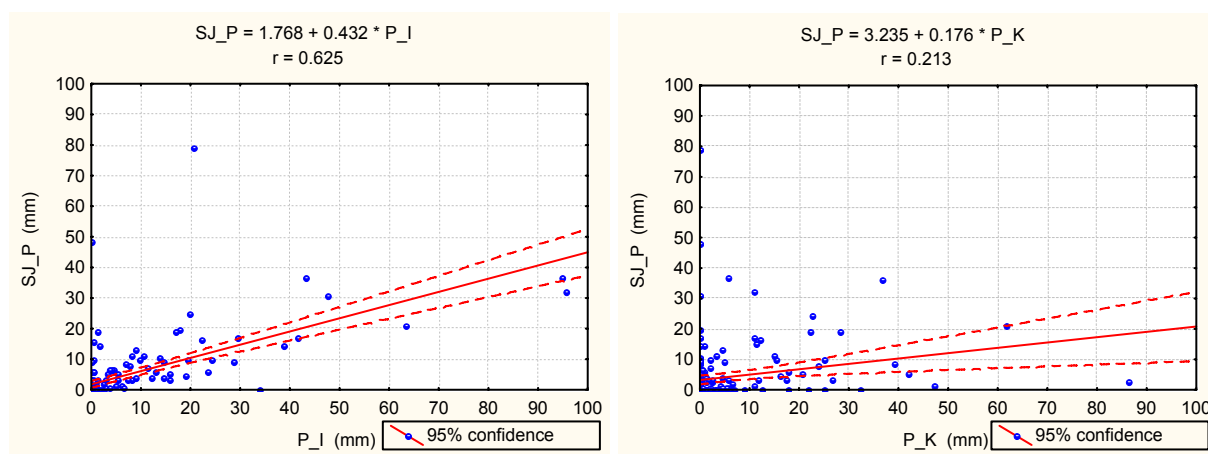 SJ_P = 1.768 + 0.432 * P_I
r = 0.625
100
90
80
70
60
50
40
30
20
10
0
SJ_P (mm)
0 10 20 30 40 50 60 70 80 90 100
P_I (mm)
95% confidence
SJ_P = 3.235 + 0.176 * P_K
r = 0.213
100
90
80
70
60
50
40
30
20
10
0
SJ_P (mm)
0 10 20 30 40 50 60 70 80 90 100
P_K (mm)
95% confidence